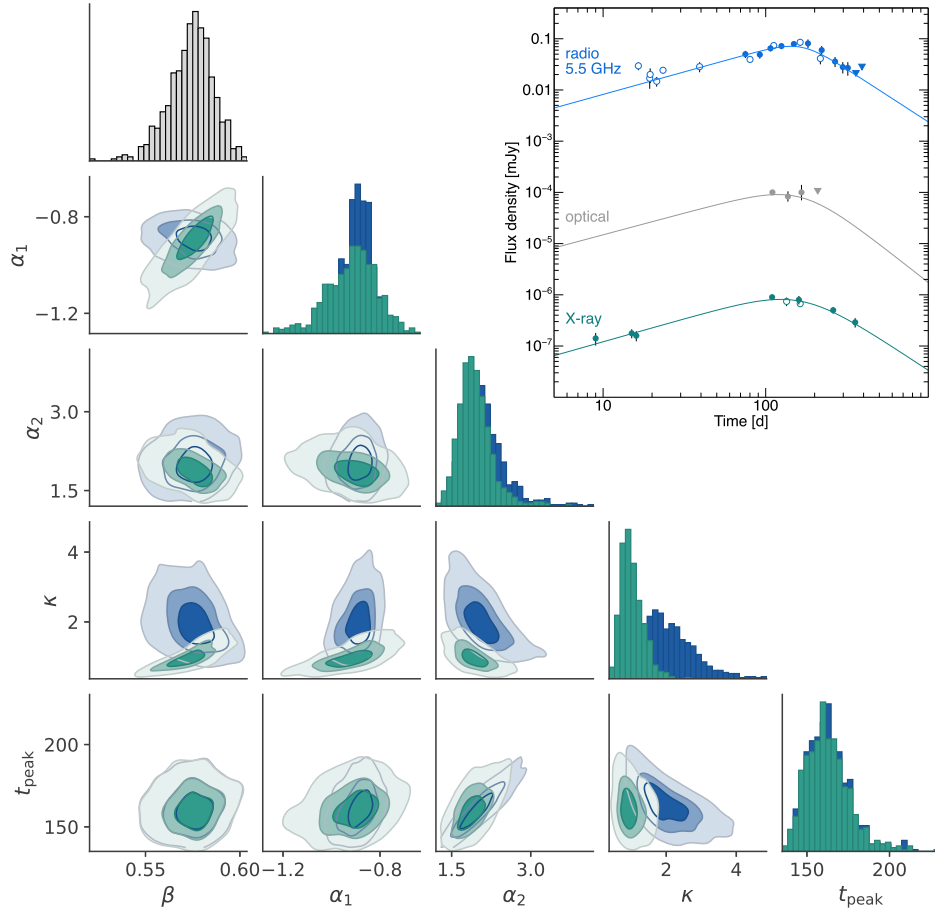 0.1
0.01
10⁻³
10⁻⁴
10⁻⁵
10⁻⁶
10⁻⁷
Flux density [mJy]
radio
5.5 GHz
optical
X-ray
10
100
Time [d]
−0.8
−1.2
α₁
3.0
1.5
α₂
4
2
κ
200
150
t_peak
0.55
0.60
β
−1.2
−0.8
α₁
1.5
3.0
α₂
2
4
κ
150
200
t_peak